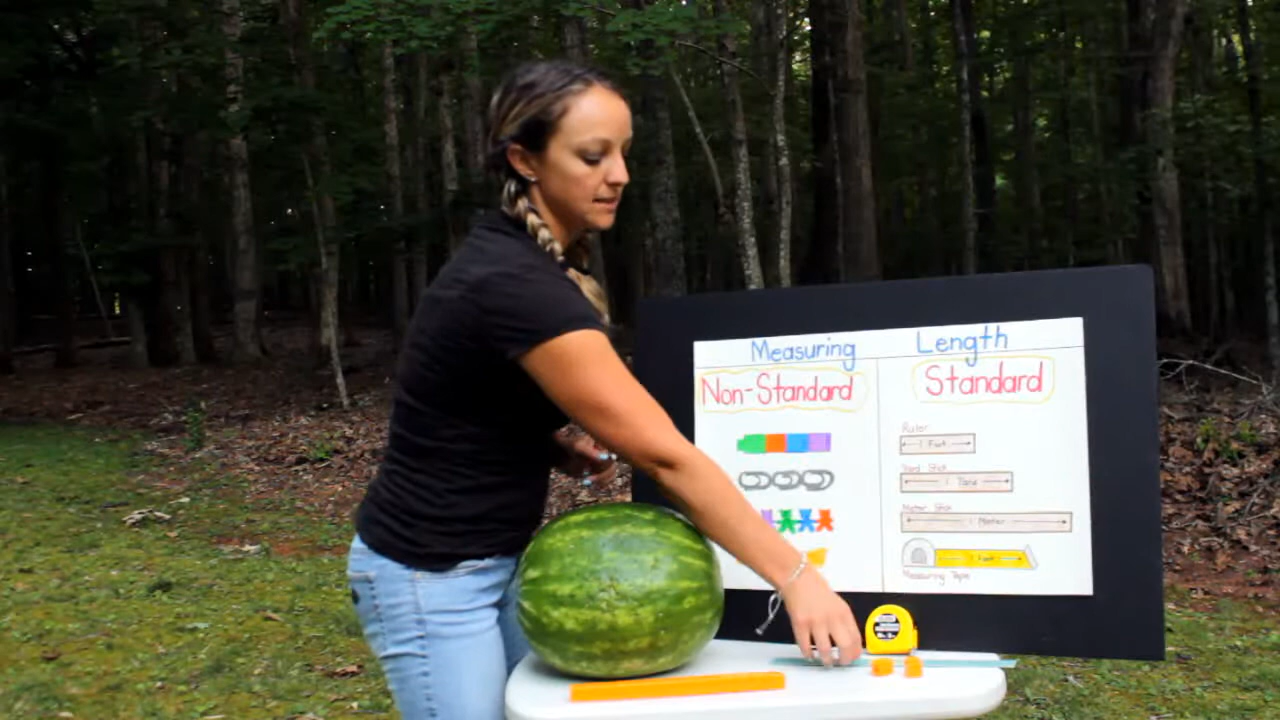 Measuring Length
Non-Standard
Standard
Ruler
1 Foot
Yard Stick
1 Yard
Meter Stick
1 Meter
1 Foot
Measuring Tape